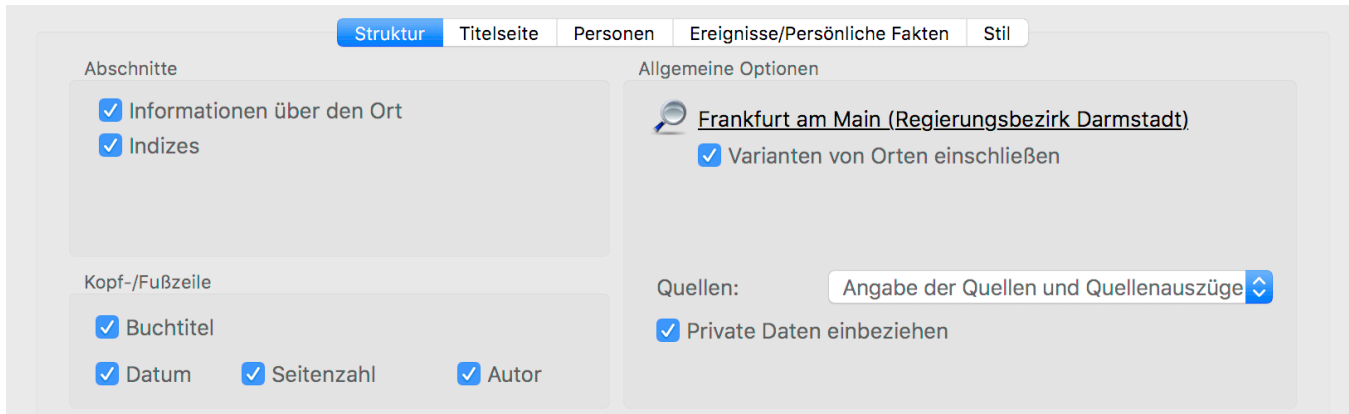 Struktur Titelseite Personen Ereignisse/Persönliche Fakten Stil
Abschnitte
Informationen über den Ort
Indizes
Kopf-/Fußzeile
Buchtitel
Datum Seitenzahl Autor
Allgemeine Optionen
Frankfurt am Main (Regierungsbezirk Darmstadt)
Varianten von Orten einschließen
Quellen: Angabe der Quellen und Quellenauszüge
Private Daten einbeziehen